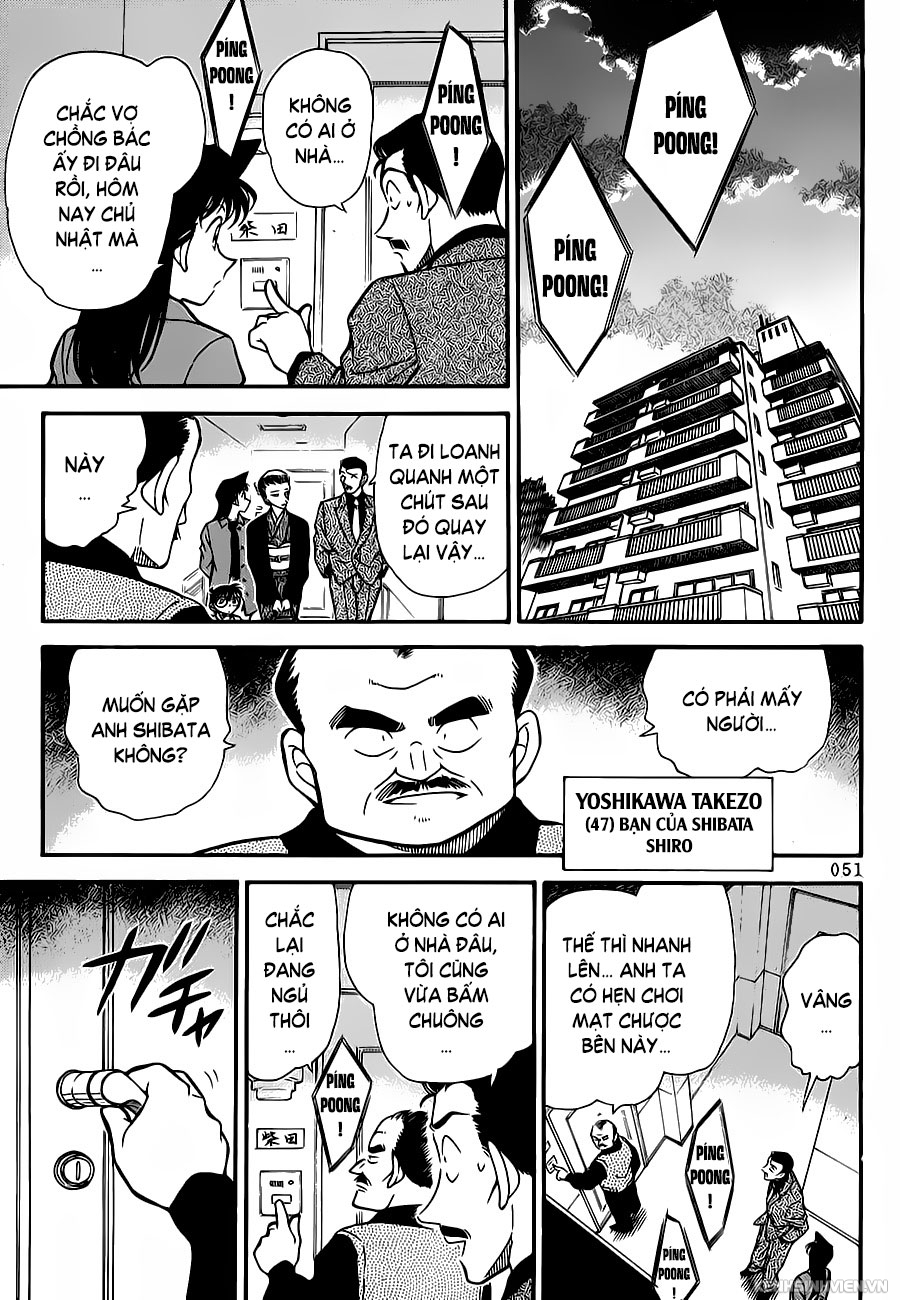 PÍNG
POONG!
PÍNG
POONG!
PÍNG
POONG
!
KHÔNG
CÓ AI Ở
NHÀ...
PÍNG
POONG
!
CHẮC VỢ
CHỒNG BÁC
ẤY ĐI ĐÂU
RỒI, HÔM
NAY CHỦ
NHẬT MÀ
...
柴田
TA ĐI LOANH
QUANH MỘT
CHÚT SAU
ĐÓ QUAY
LẠI VẬY...
NÀY
...
CÓ PHẢI MẤY
NGƯỜI...
MUỐN GẶP
ANH SHIBATA
KHÔNG?
YOSHIKAWA TAKEZO
(47) BẠN CỦA SHIBATA
SHIRO
051
VÂNG
...
THẾ THÌ NHANH
LÊN... ANH TA
CÓ HẸN CHƠI
MẠT CHƯỢC
BÊN NÀY...
PÍNG
POONG
!
PÍNG
POONG
!
KHÔNG CÓ AI
Ở NHÀ ĐÂU,
TÔI CŨNG
VỪA BẤM
CHUÔNG
...
CHẮC
LẠI
ĐANG
NGỦ
THÔI
...
PÍNG
POONG
!
柴田
ガチャ